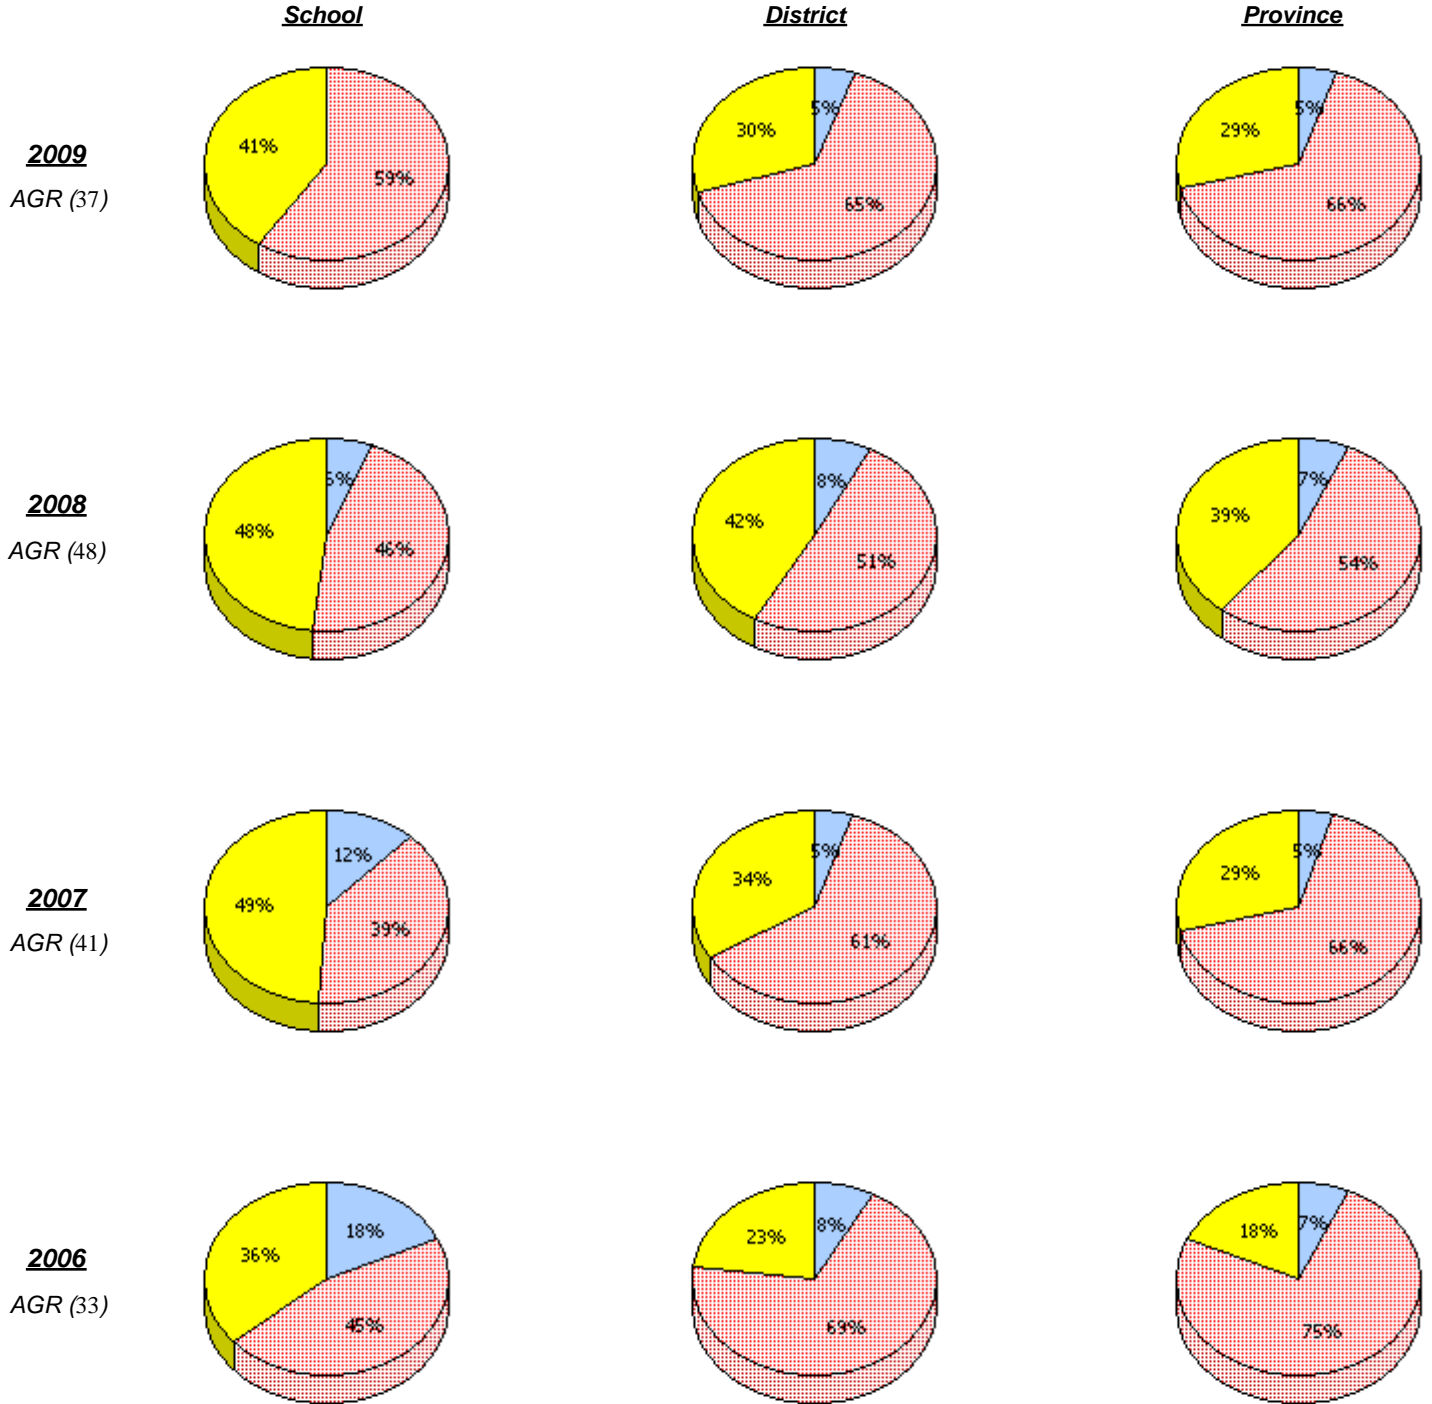 School District Province
41% 59% 30% 5% 65% 29% 5% 66%
2009
AGR (37)
48% 46% 42% 8% 51% 39% 7% 54%
2008
AGR (48)
49% 12% 39% 34% 5% 61% 29% 5% 66%
2007
AGR (41)
36% 18% 45% 23% 8% 69% 18% 7% 75%
2006
AGR (33)